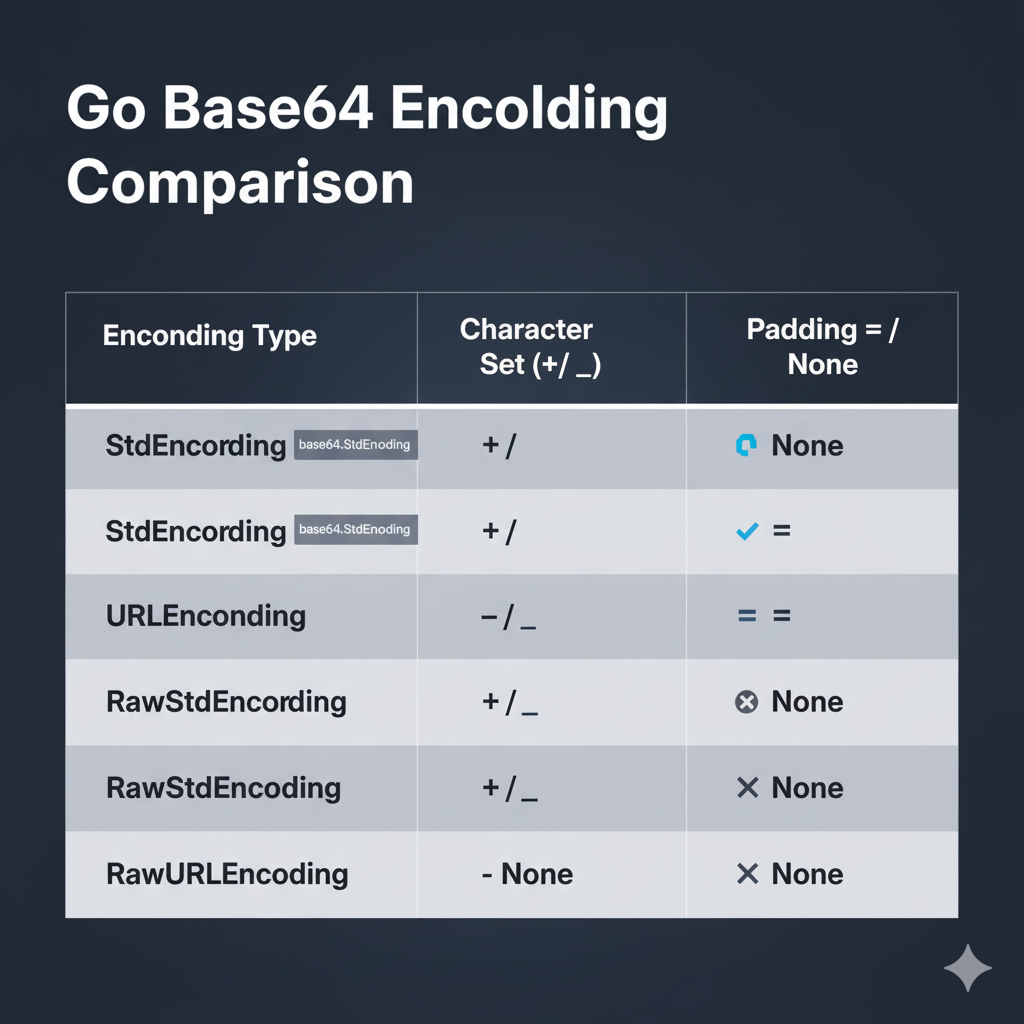 Go Base64 Encolding
Comparison
Enconding Type
Character
Set (+/ _)
Padding = /
None
StdEncording base64.StdEnoding + / None
StdEncording base64.StdEnoding + / =
URLEnconding – / _ = =
RawStdEncording + / _ None
RawStdEncoding + / _ None
RawURLEncoding - None None